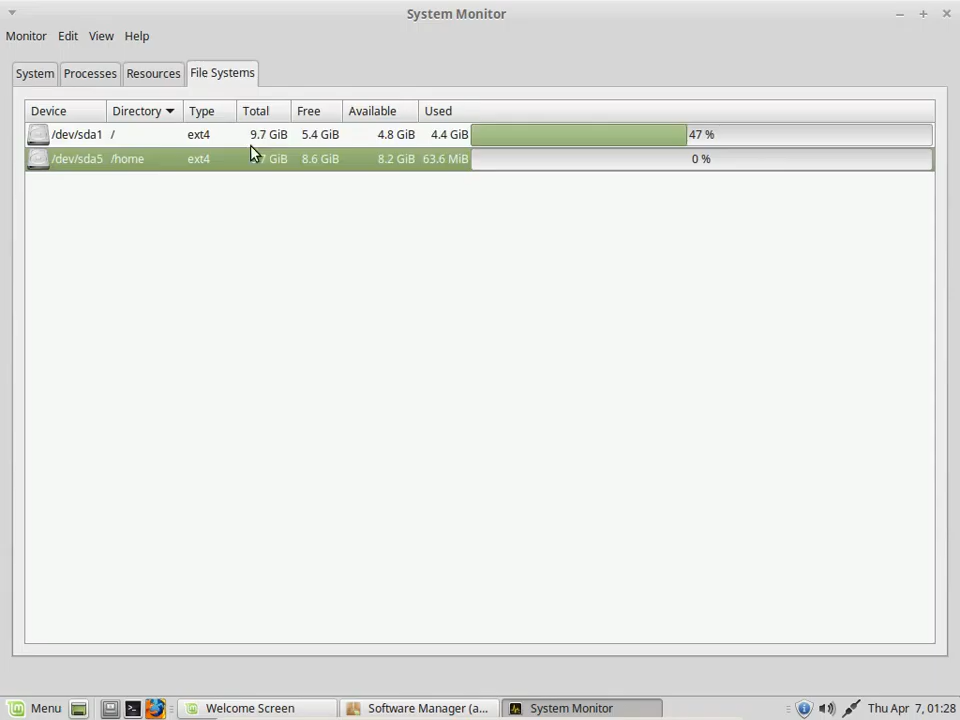 System Monitor
Monitor Edit View Help
System Processes Resources File Systems
Device Directory Type Total Free Available Used
/dev/sda1 / ext4 9.7 GiB 5.4 GiB 4.8 GiB 4.4 GiB 47 %
/dev/sda5 /home ext4 GiB 8.6 GiB 8.2 GiB 63.6 MiB 0 %
Menu Welcome Screen Software Manager (a... System Monitor Thu Apr 7, 01:28